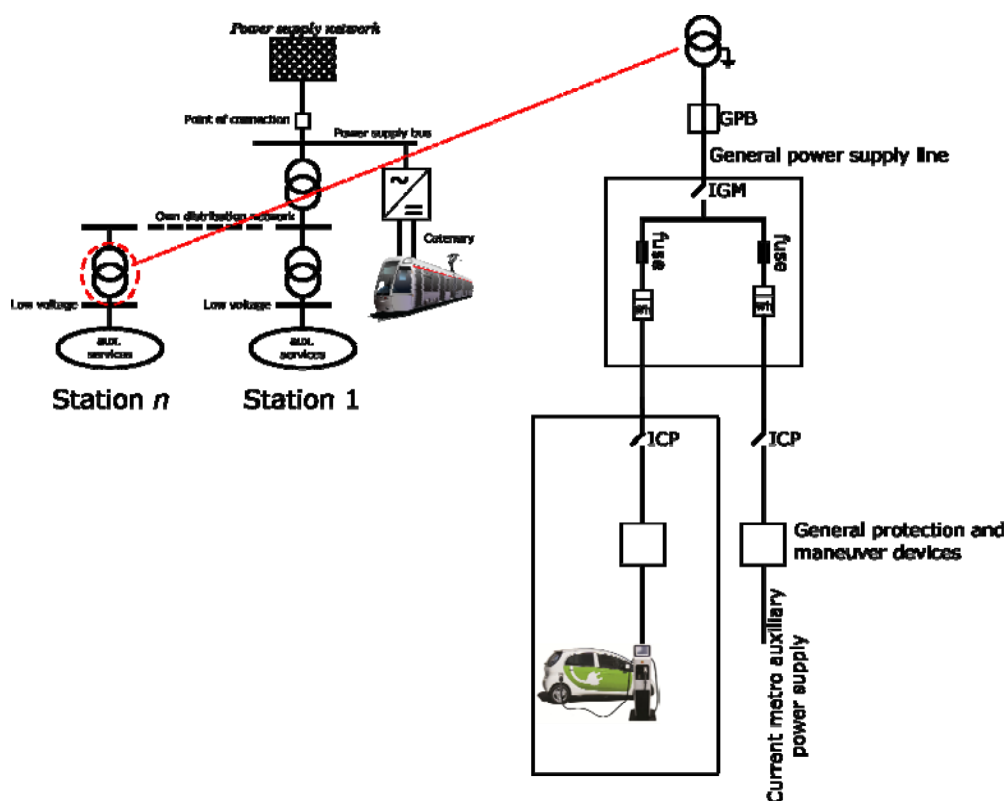 Power supply network
Point of connection
Power supply bus
Own distribution network
Catenary
Low voltage
Low voltage
aux.
services
aux.
services
Station n
Station 1
GPB
General power supply line
IGM
fuse
fuse
wh
wh
ICP
ICP
General protection and
maneuver devices
Current metro auxiliary
power supply